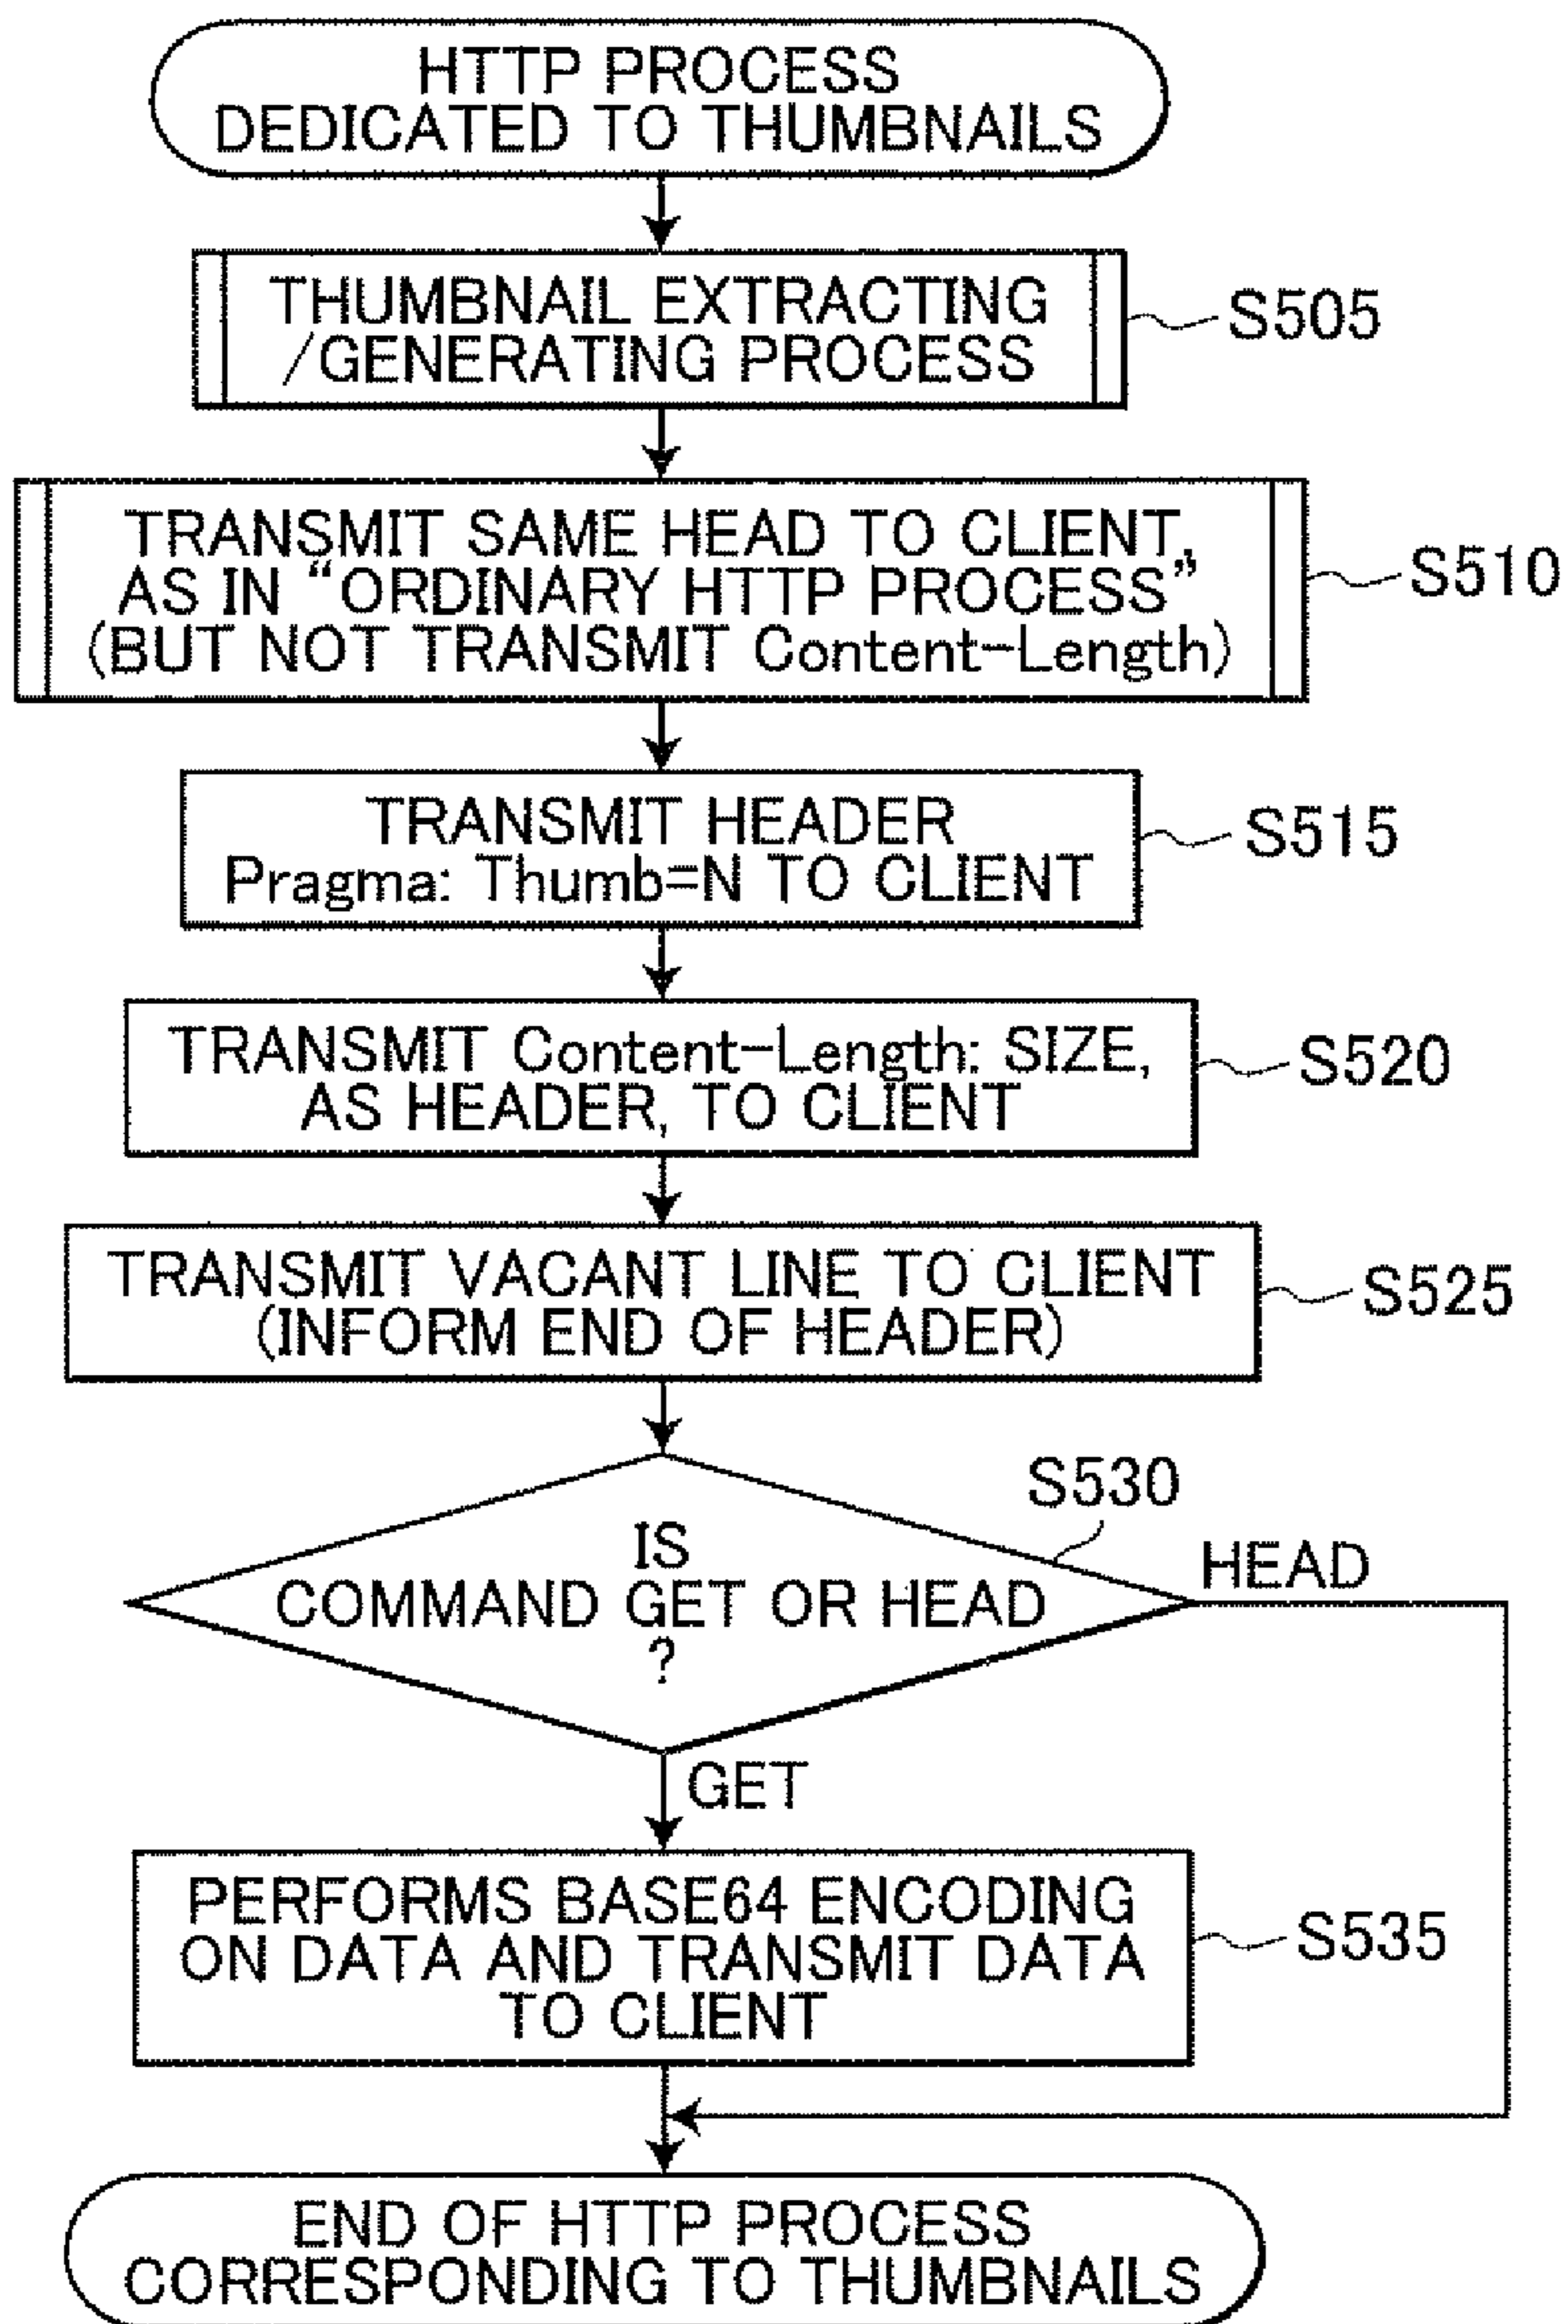 HTTP PROCESS
DEDICATED TO THUMBNAILS
THUMBNAIL EXTRACTING
/GENERATING PROCESS
S505
TRANSMIT SAME HEAD TO CLIENT,
AS IN “ORDINARY HTTP PROCESS”
(BUT NOT TRANSMIT Content-Length)
S510
TRANSMIT HEADER
Pragma: Thumb=N TO CLIENT
S515
TRANSMIT Content-Length: SIZE,
AS HEADER, TO CLIENT
S520
TRANSMIT VACANT LINE TO CLIENT
(INFORM END OF HEADER)
S525
S530
IS
COMMAND GET OR HEAD
?
HEAD
GET
PERFORMS BASE64 ENCODING
ON DATA AND TRANSMIT DATA
TO CLIENT
S535
END OF HTTP PROCESS
CORRESPONDING TO THUMBNAILS